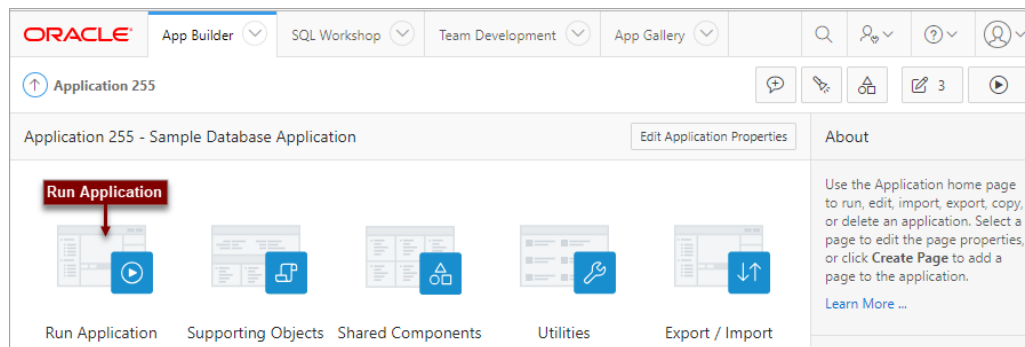 ORACLE
App Builder
SQL Workshop
Team Development
App Gallery
?
Application 255
3
Application 255 - Sample Database Application
Edit Application Properties
About
Run Application
Use the Application home page
to run, edit, import, export, copy,
or delete an application. Select a
page to edit the page properties,
or click Create Page to add a
page to the application.
Learn More ...
Run Application
Supporting Objects
Shared Components
Utilities
Export / Import